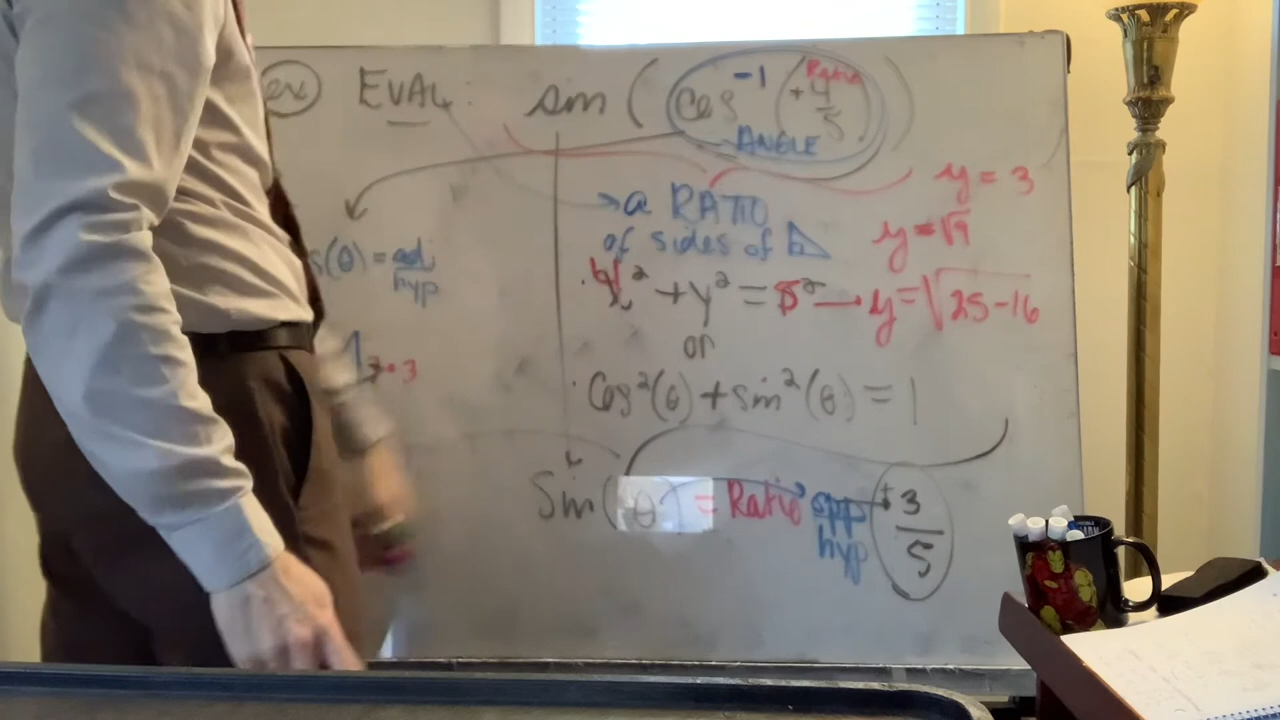 ex EVAL: sin (cos⁻¹ (+4/5))
Ratio
ANGLE
→ a RATIO
of sides of
y = 3
y = √9
s(θ) = adj/hyp
4² + y² = 5² → y = √25-16
or
3
cos²(θ) + sin²(θ) = 1
Sin(θ) = Ratio opp/hyp +3/5